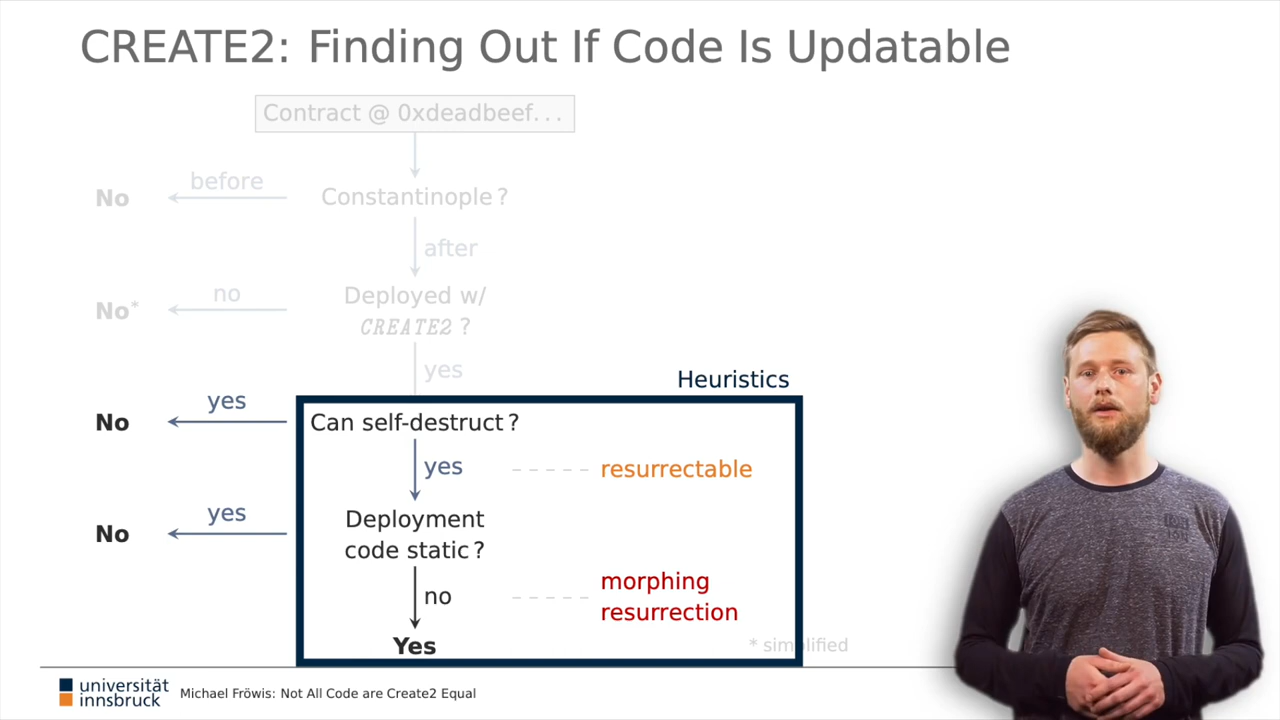 CREATE2: Finding Out If Code Is Updatable
Contract @ 0xdeadbeef...
No
before
Constantinople?
after
No*
no
Deployed w/
CREATE2?
yes
Heuristics
No
yes
Can self-destruct?
yes
resurrectable
No
yes
Deployment
code static?
no
morphing
resurrection
Yes
* simplified
universität
innsbruck
Michael Fröwis: Not All Code are Create2 Equal